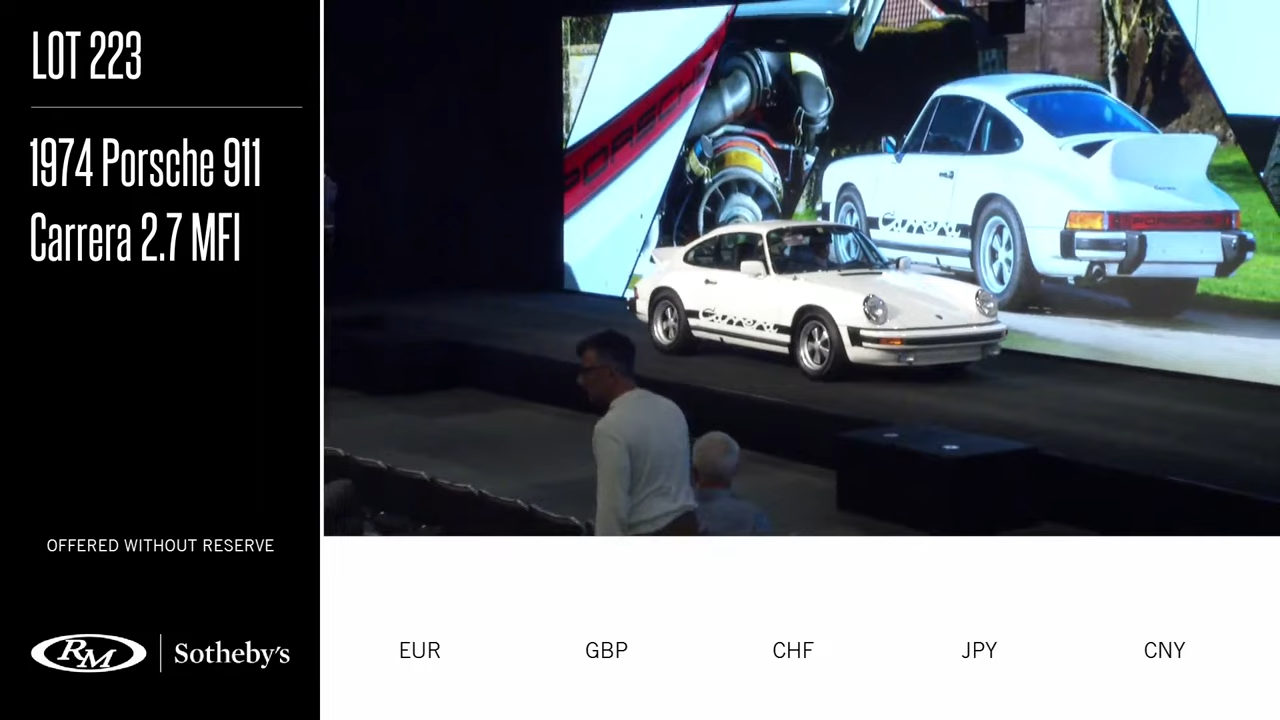 LOT 223
1974 Porsche 911
Carrera 2.7 MFI
OFFERED WITHOUT RESERVE
RM Sotheby's
PORSCHE
Carrera
PORSCHE
Carrera
EUR GBP CHF JPY CNY